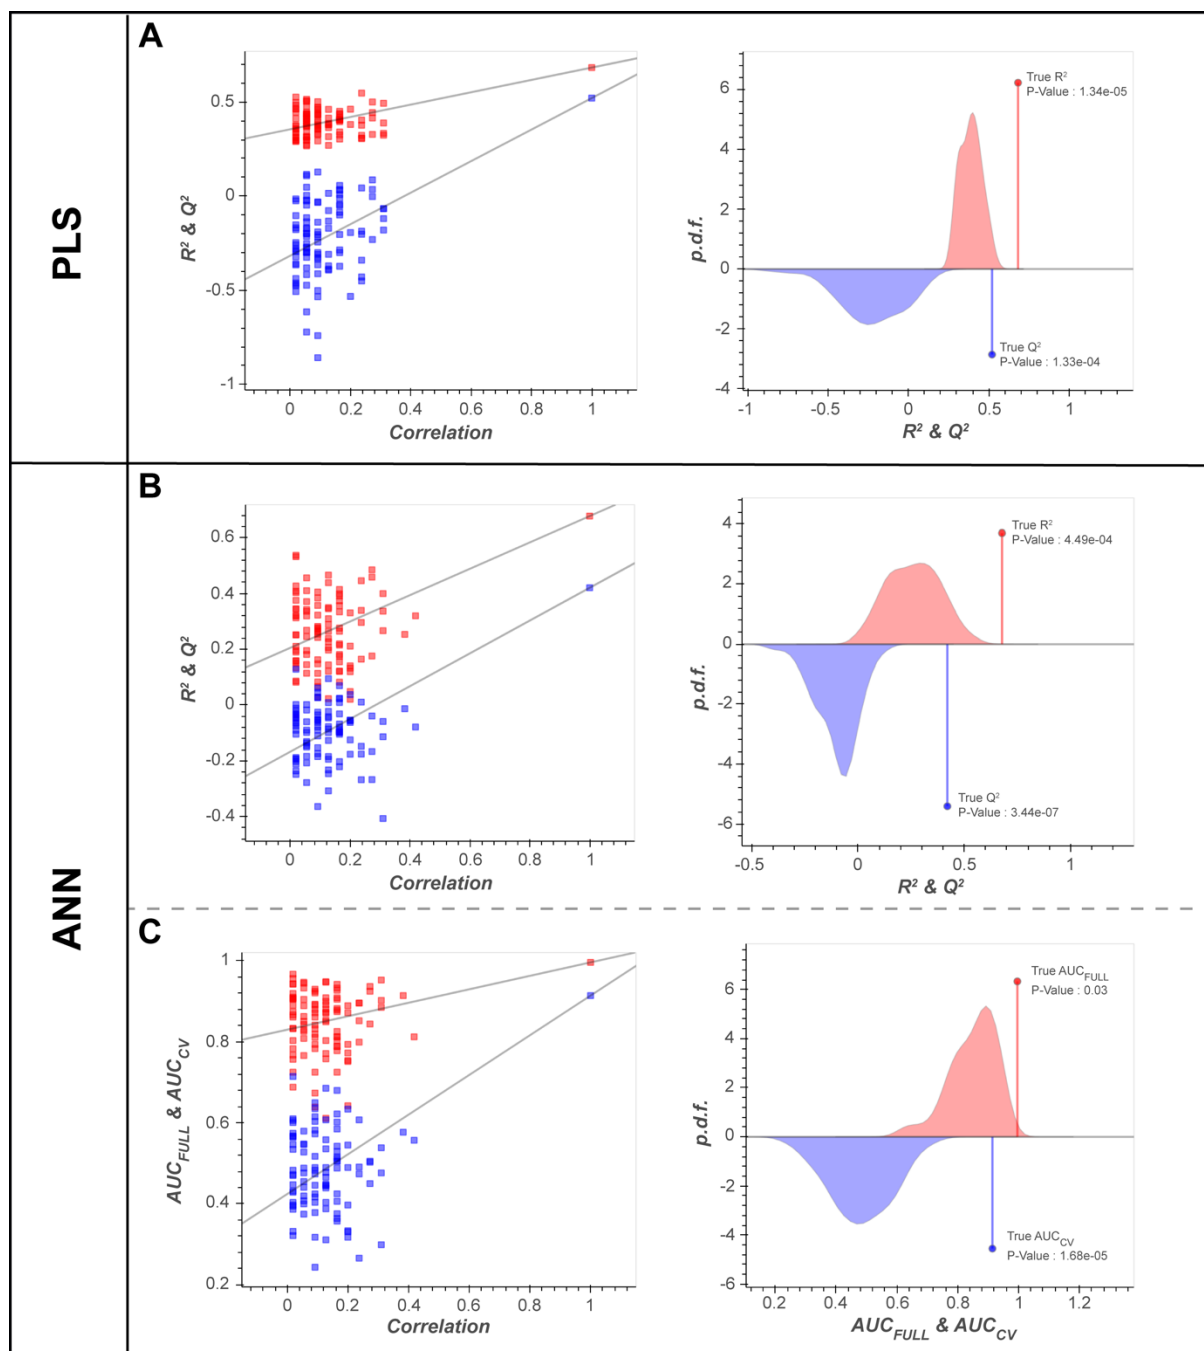 PLS
A
0.5
0
-0.5
-1
R² & Q²
0 0.2 0.4 0.6 0.8 1
Correlation
6
4
2
0
-2
-4
p.d.f.
True R²
P-Value : 1.34e-05
True Q²
P-Value : 1.33e-04
-1 -0.5 0 0.5 1
R² & Q²
ANN
B
0.6
0.4
0.2
0
-0.2
-0.4
R² & Q²
0 0.2 0.4 0.6 0.8 1
Correlation
4
2
0
-2
-4
-6
p.d.f.
True R²
P-Value : 4.49e-04
True Q²
P-Value : 3.44e-07
-0.5 0 0.5 1
R² & Q²
C
1
0.8
0.6
0.4
0.2
AUC_FULL & AUC_CV
0 0.2 0.4 0.6 0.8 1
Correlation
6
4
2
0
-2
-4
-6
p.d.f.
True AUC_FULL
P-Value : 0.03
True AUC_CV
P-Value : 1.68e-05
0.2 0.4 0.6 0.8 1 1.2
AUC_FULL & AUC_CV